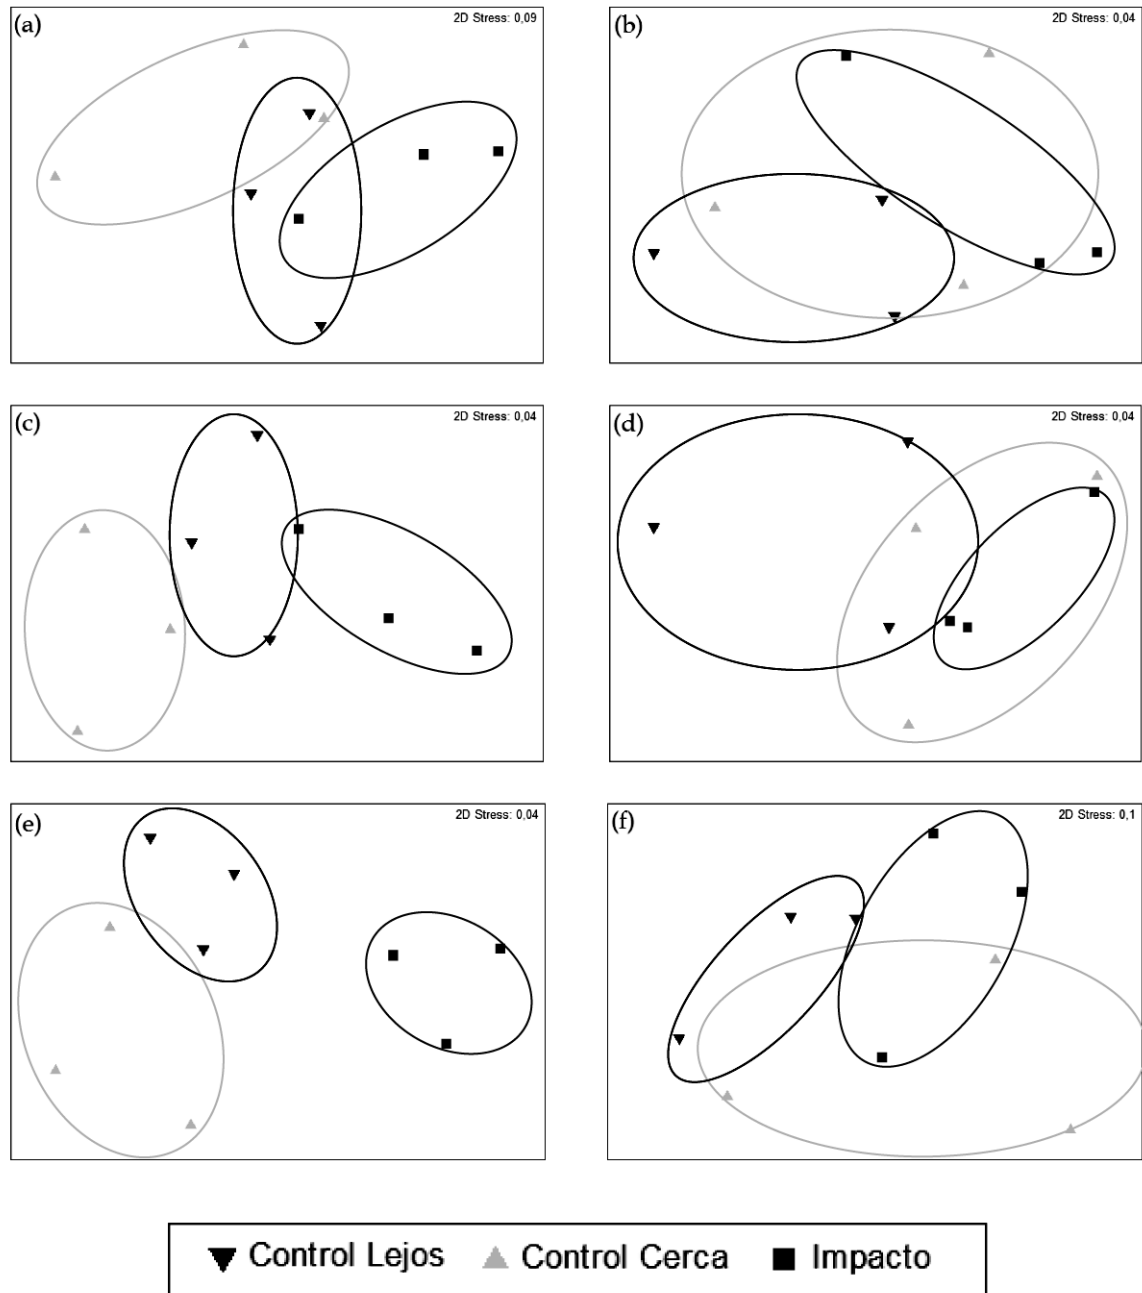 (a) 2D Stress: 0,09
(b) 2D Stress: 0,04
(c) 2D Stress: 0,04
(d) 2D Stress: 0,04
(e) 2D Stress: 0,04
(f) 2D Stress: 0,1
Control Lejos Control Cerca Impacto